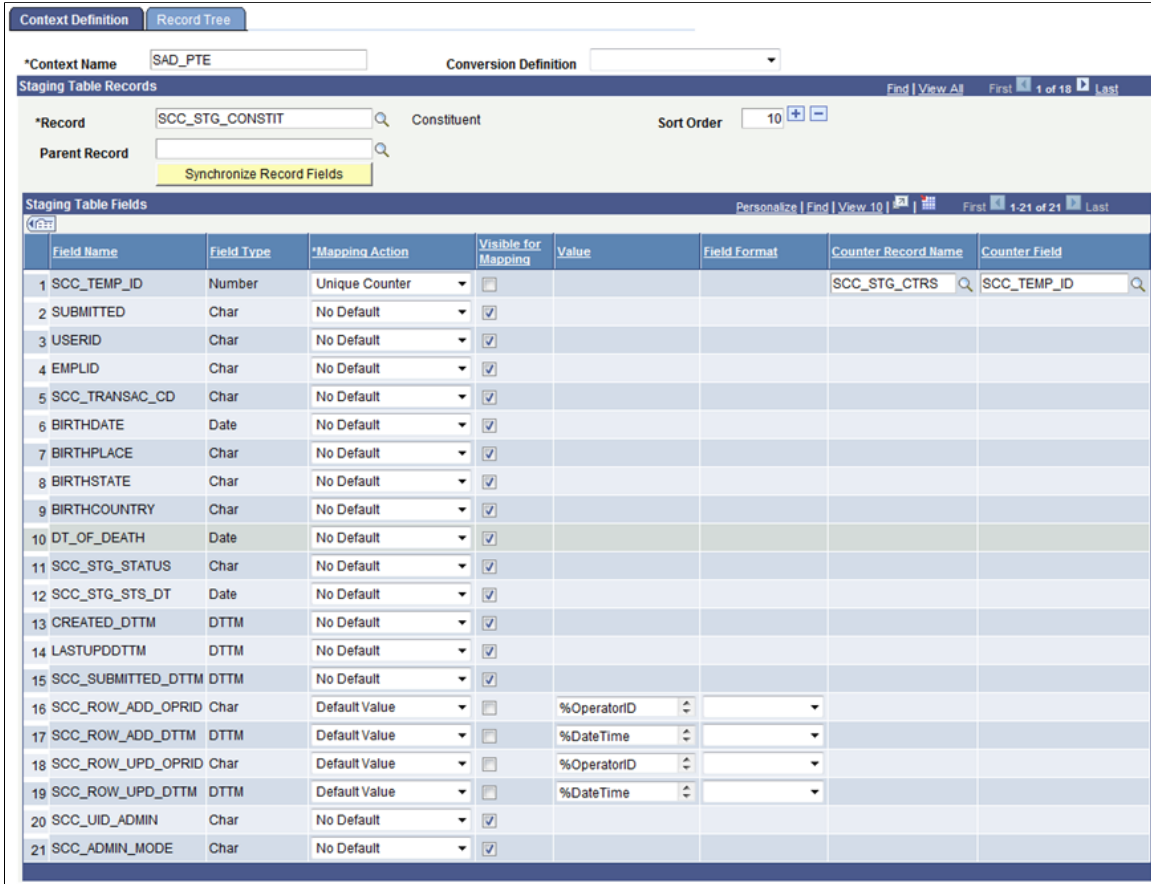 Context Definition Record Tree
*Context Name SAD_PTE Conversion Definition
Staging Table Records Find | View All First 1 of 18 Last
*Record SCC_STG_CONSTIT Constituent Sort Order 10
Parent Record
Synchronize Record Fields
Staging Table Fields Personalize | Find | View 10 | | First 1-21 of 21 Last
Field Name Field Type *Mapping Action Visible for Mapping Value Field Format Counter Record Name Counter Field
1 SCC_TEMP_ID Number Unique Counter SCC_STG_CTRS SCC_TEMP_ID
2 SUBMITTED Char No Default
3 USERID Char No Default
4 EMPLID Char No Default
5 SCC_TRANSAC_CD Char No Default
6 BIRTHDATE Date No Default
7 BIRTHPLACE Char No Default
8 BIRTHSTATE Char No Default
9 BIRTHCOUNTRY Char No Default
10 DT_OF_DEATH Date No Default
11 SCC_STG_STATUS Char No Default
12 SCC_STG_STS_DT Date No Default
13 CREATED_DTTM DTTM No Default
14 LASTUPDDTTM DTTM No Default
15 SCC_SUBMITTED_DTTM DTTM No Default
16 SCC_ROW_ADD_OPRID Char Default Value %OperatorID
17 SCC_ROW_ADD_DTTM DTTM Default Value %DateTime
18 SCC_ROW_UPD_OPRID Char Default Value %OperatorID
19 SCC_ROW_UPD_DTTM DTTM Default Value %DateTime
20 SCC_UID_ADMIN Char No Default
21 SCC_ADMIN_MODE Char No Default